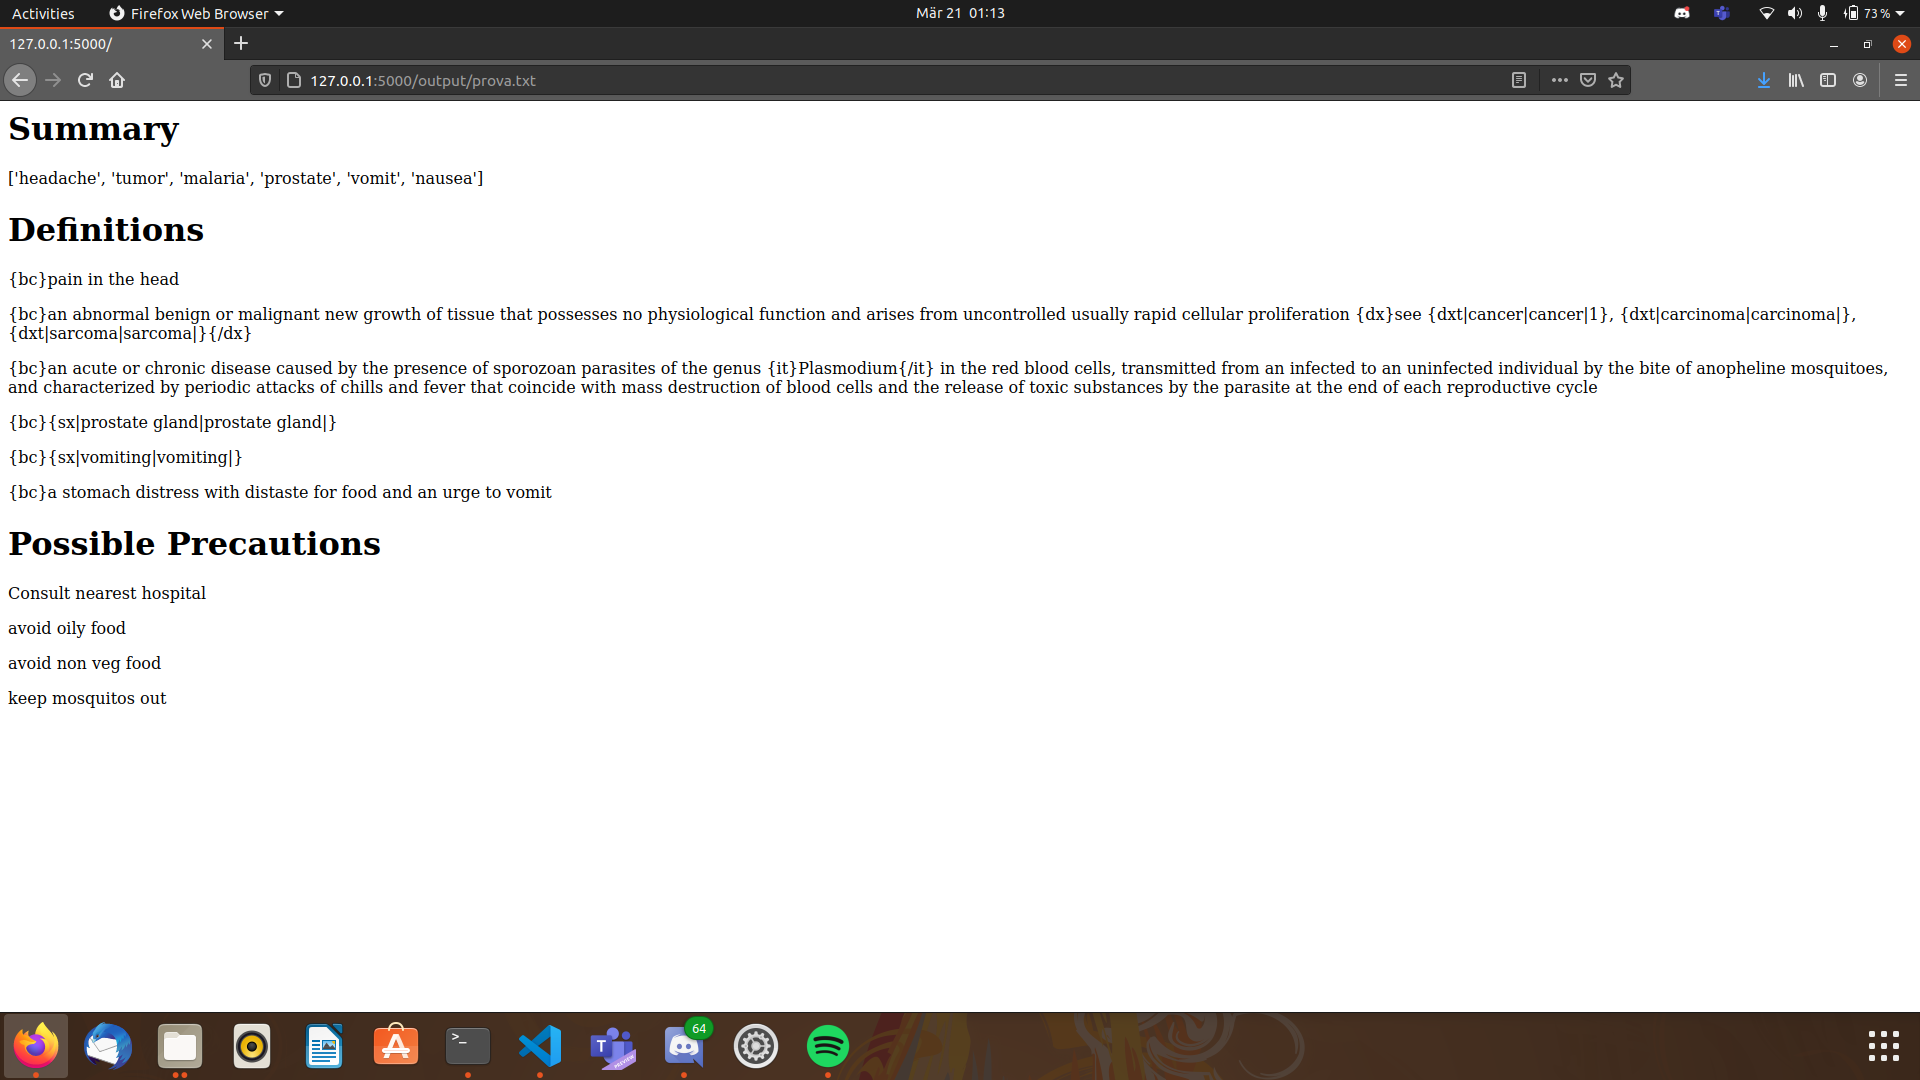 Activities
Firefox Web Browser
Mär 21 01:13
73 %
127.0.0.1:5000/
127.0.0.1:5000/output/prova.txt
Summary
['headache', 'tumor', 'malaria', 'prostate', 'vomit', 'nausea']
Definitions
{bc}pain in the head
{bc}an abnormal benign or malignant new growth of tissue that possesses no physiological function and arises from uncontrolled usually rapid cellular proliferation {dx}see {dxt|cancer|cancer|1}, {dxt|carcinoma|carcinoma|},
{dxt|sarcoma|sarcoma|}{/dx}
{bc}an acute or chronic disease caused by the presence of sporozoan parasites of the genus {it}Plasmodium{/it} in the red blood cells, transmitted from an infected to an uninfected individual by the bite of anopheline mosquitoes,
and characterized by periodic attacks of chills and fever that coincide with mass destruction of blood cells and the release of toxic substances by the parasite at the end of each reproductive cycle
{bc}{sx|prostate gland|prostate gland|}
{bc}{sx|vomiting|vomiting|}
{bc}a stomach distress with distaste for food and an urge to vomit
Possible Precautions
Consult nearest hospital
avoid oily food
avoid non veg food
keep mosquitos out
>_
T
PREVIEW
64